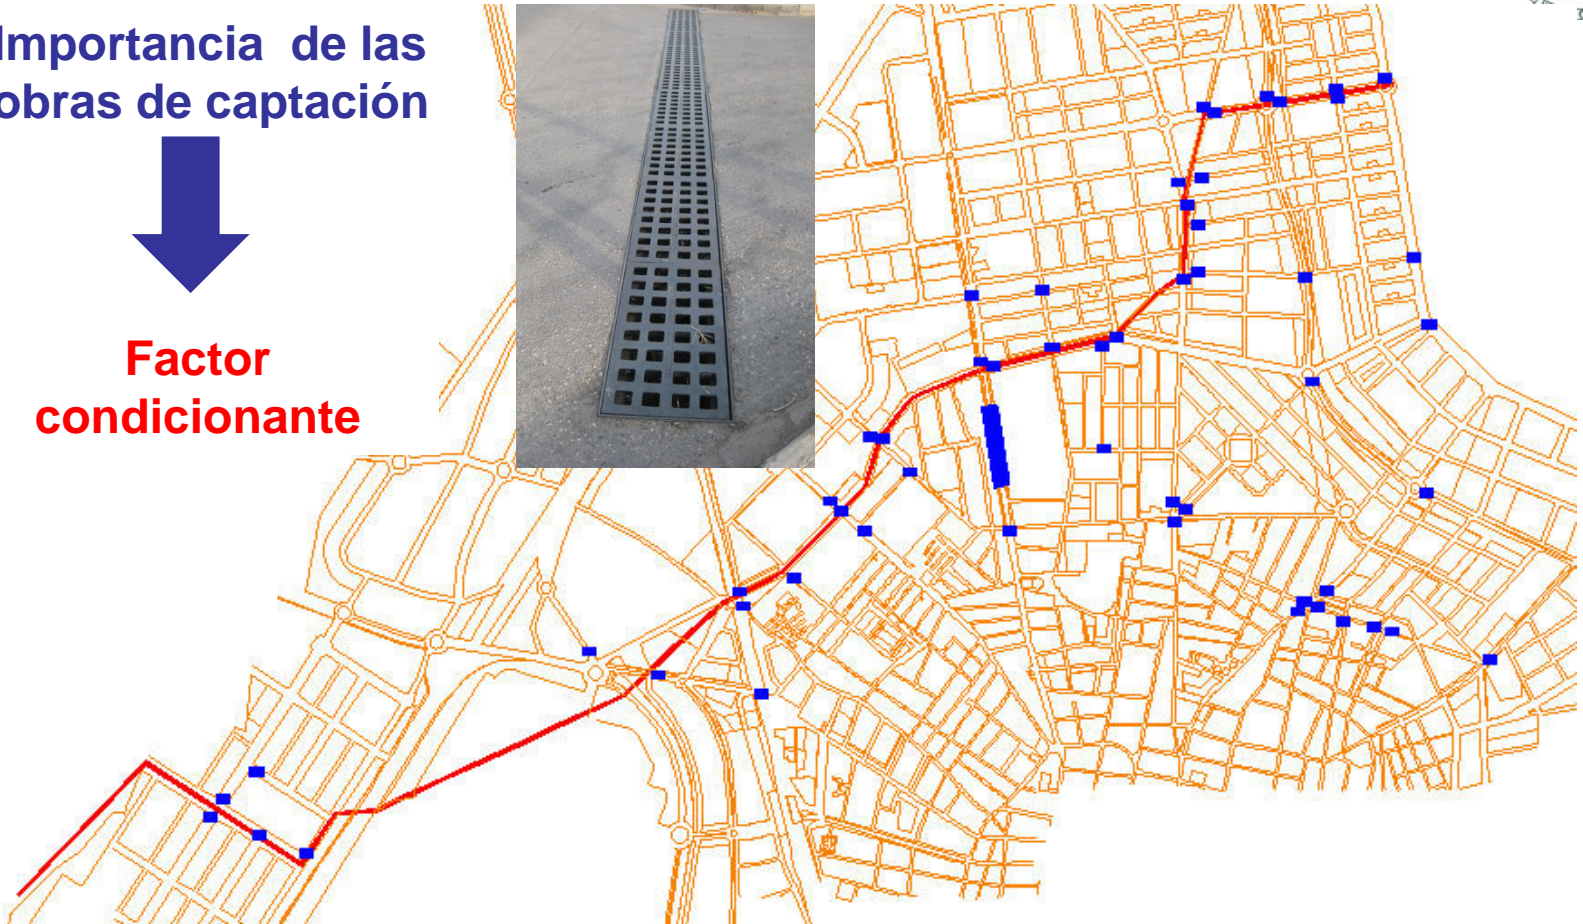 Importancia de las
obras de captación
Factor
condicionante